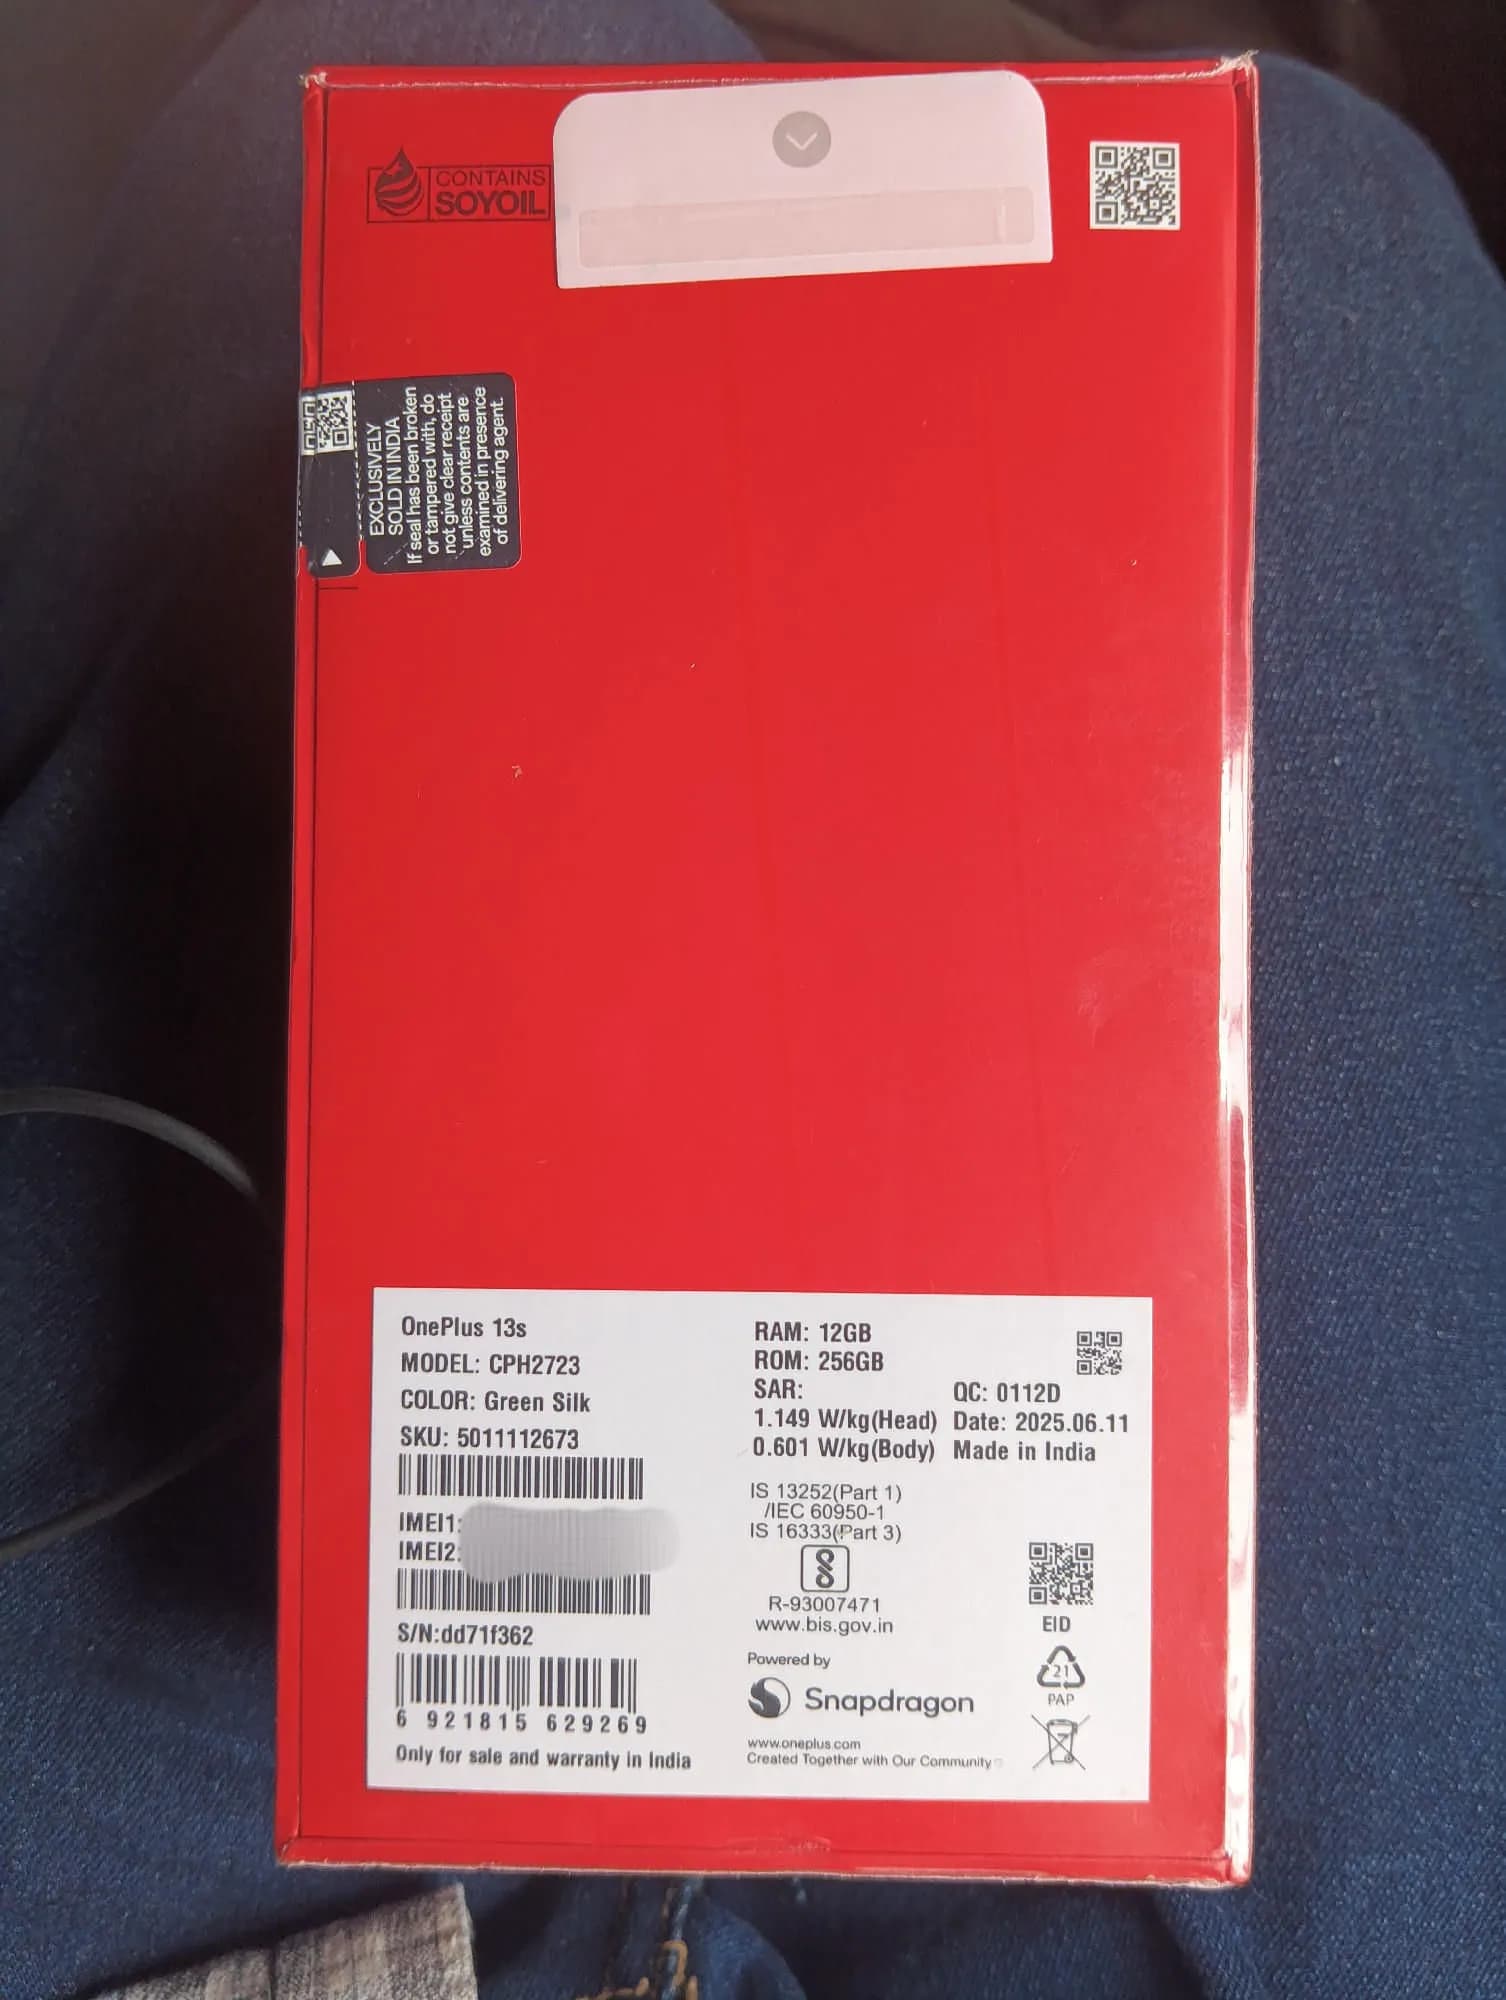 CONTAINS
SOYOIL
EXCLUSIVELY
SOLD IN INDIA
If seal has been broken
or tampered with, do
not give clear receipt
unless contents are
examined in presence
of delivering agent.
OnePlus 13s
MODEL: CPH2723
COLOR: Green Silk
SKU: 5011112673
IMEI1:
IMEI2:
S/N:dd71f362
6 921815 629269
Only for sale and warranty in India
RAM: 12GB
ROM: 256GB
SAR:
1.149 W/kg(Head)
0.601 W/kg(Body)
QC: 0112D
Date: 2025.06.11
Made in India
IS 13252(Part 1)
/IEC 60950-1
IS 16333(Part 3)
R-93007471
www.bis.gov.in
Powered by
Snapdragon
www.oneplus.com
Created Together with Our Community
EID
21
PAP